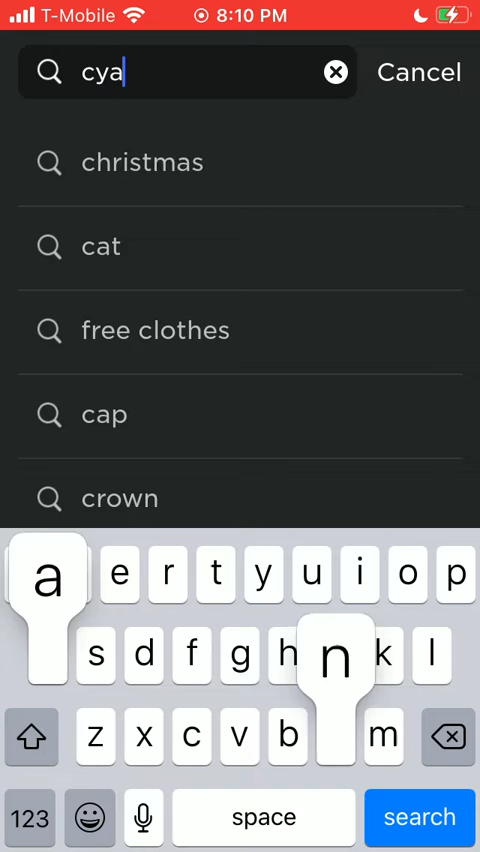 T-Mobile 8:10 PM
cya Cancel
christmas
cat
free clothes
cap
crown
a e r t y u i o p
s d f g h n k l
z x c v b m
123 space search